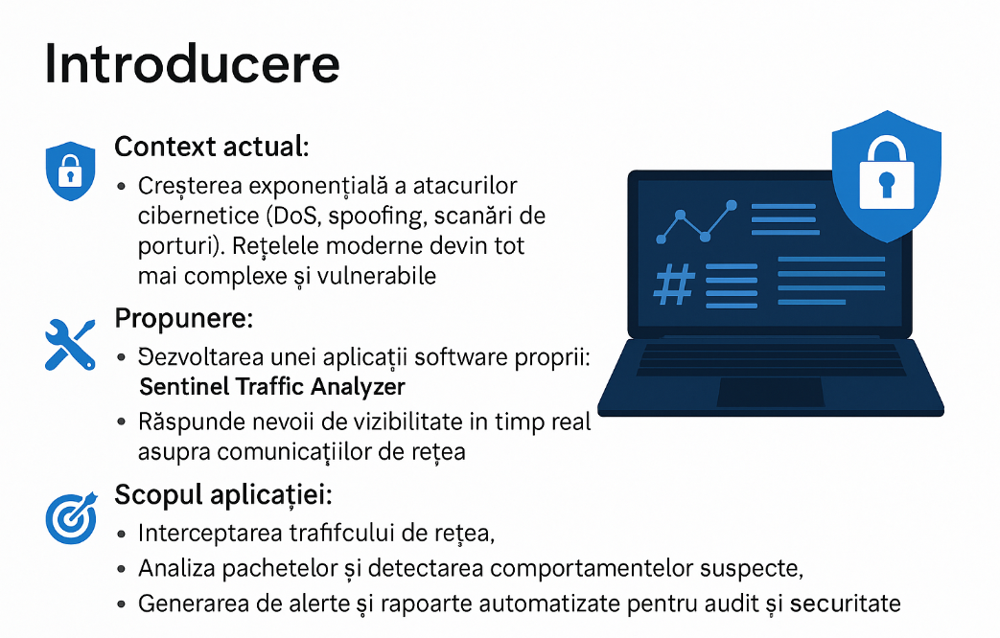 Introducere
Context actual:
• Creșterea exponențială a atacurilor
cibernetice (DoS, spoofing, scanări de
porturi). Rețelele moderne devin tot
mai complexe și vulnerabile
Propunere:
• Dezvoltarea unei aplicații software proprii:
Sentinel Traffic Analyzer
• Răspunde nevoii de vizibilitate in timp real
asupra comunicațiilor de rețea
Scopul aplicației:
• Interceptarea trafifcului de rețea,
• Analiza pachetelor și detectarea comportamentelor suspecte,
• Generarea de alerte și rapoarte automatizate pentru audit și securitate
#